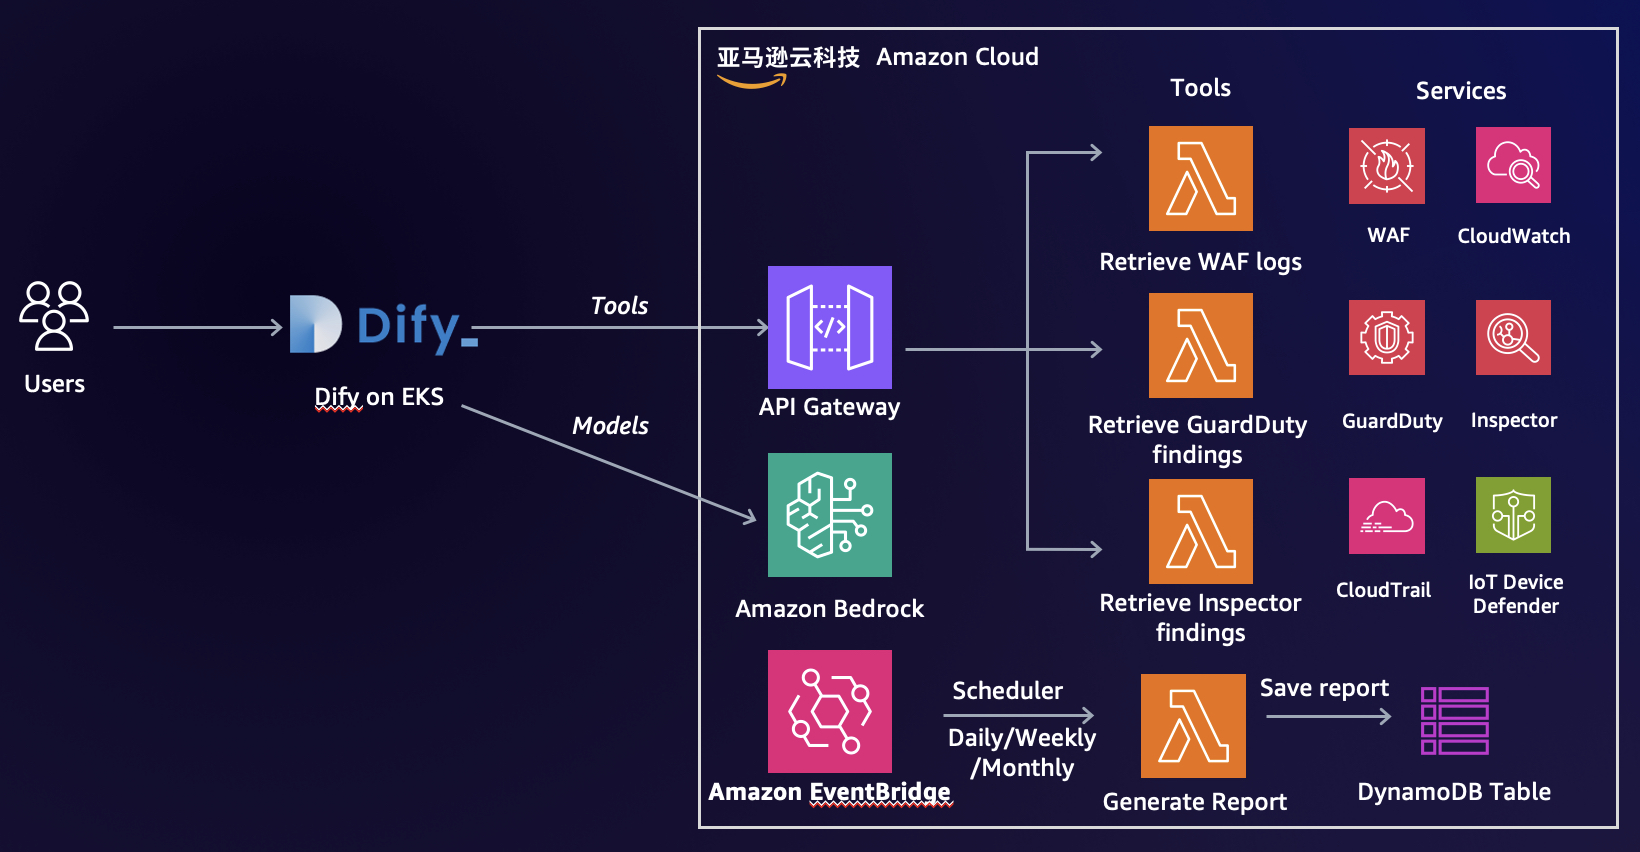 亚马逊云科技 Amazon Cloud
Tools
Services
WAF
CloudWatch
Retrieve WAF logs
Users
Dify
Dify on EKS
Tools
Models
API Gateway
Retrieve GuardDuty
findings
GuardDuty
Inspector
Amazon Bedrock
Retrieve Inspector
findings
CloudTrail
IoT Device
Defender
Amazon EventBridge
Scheduler
Daily/Weekly
/Monthly
Generate Report
Save report
DynamoDB Table